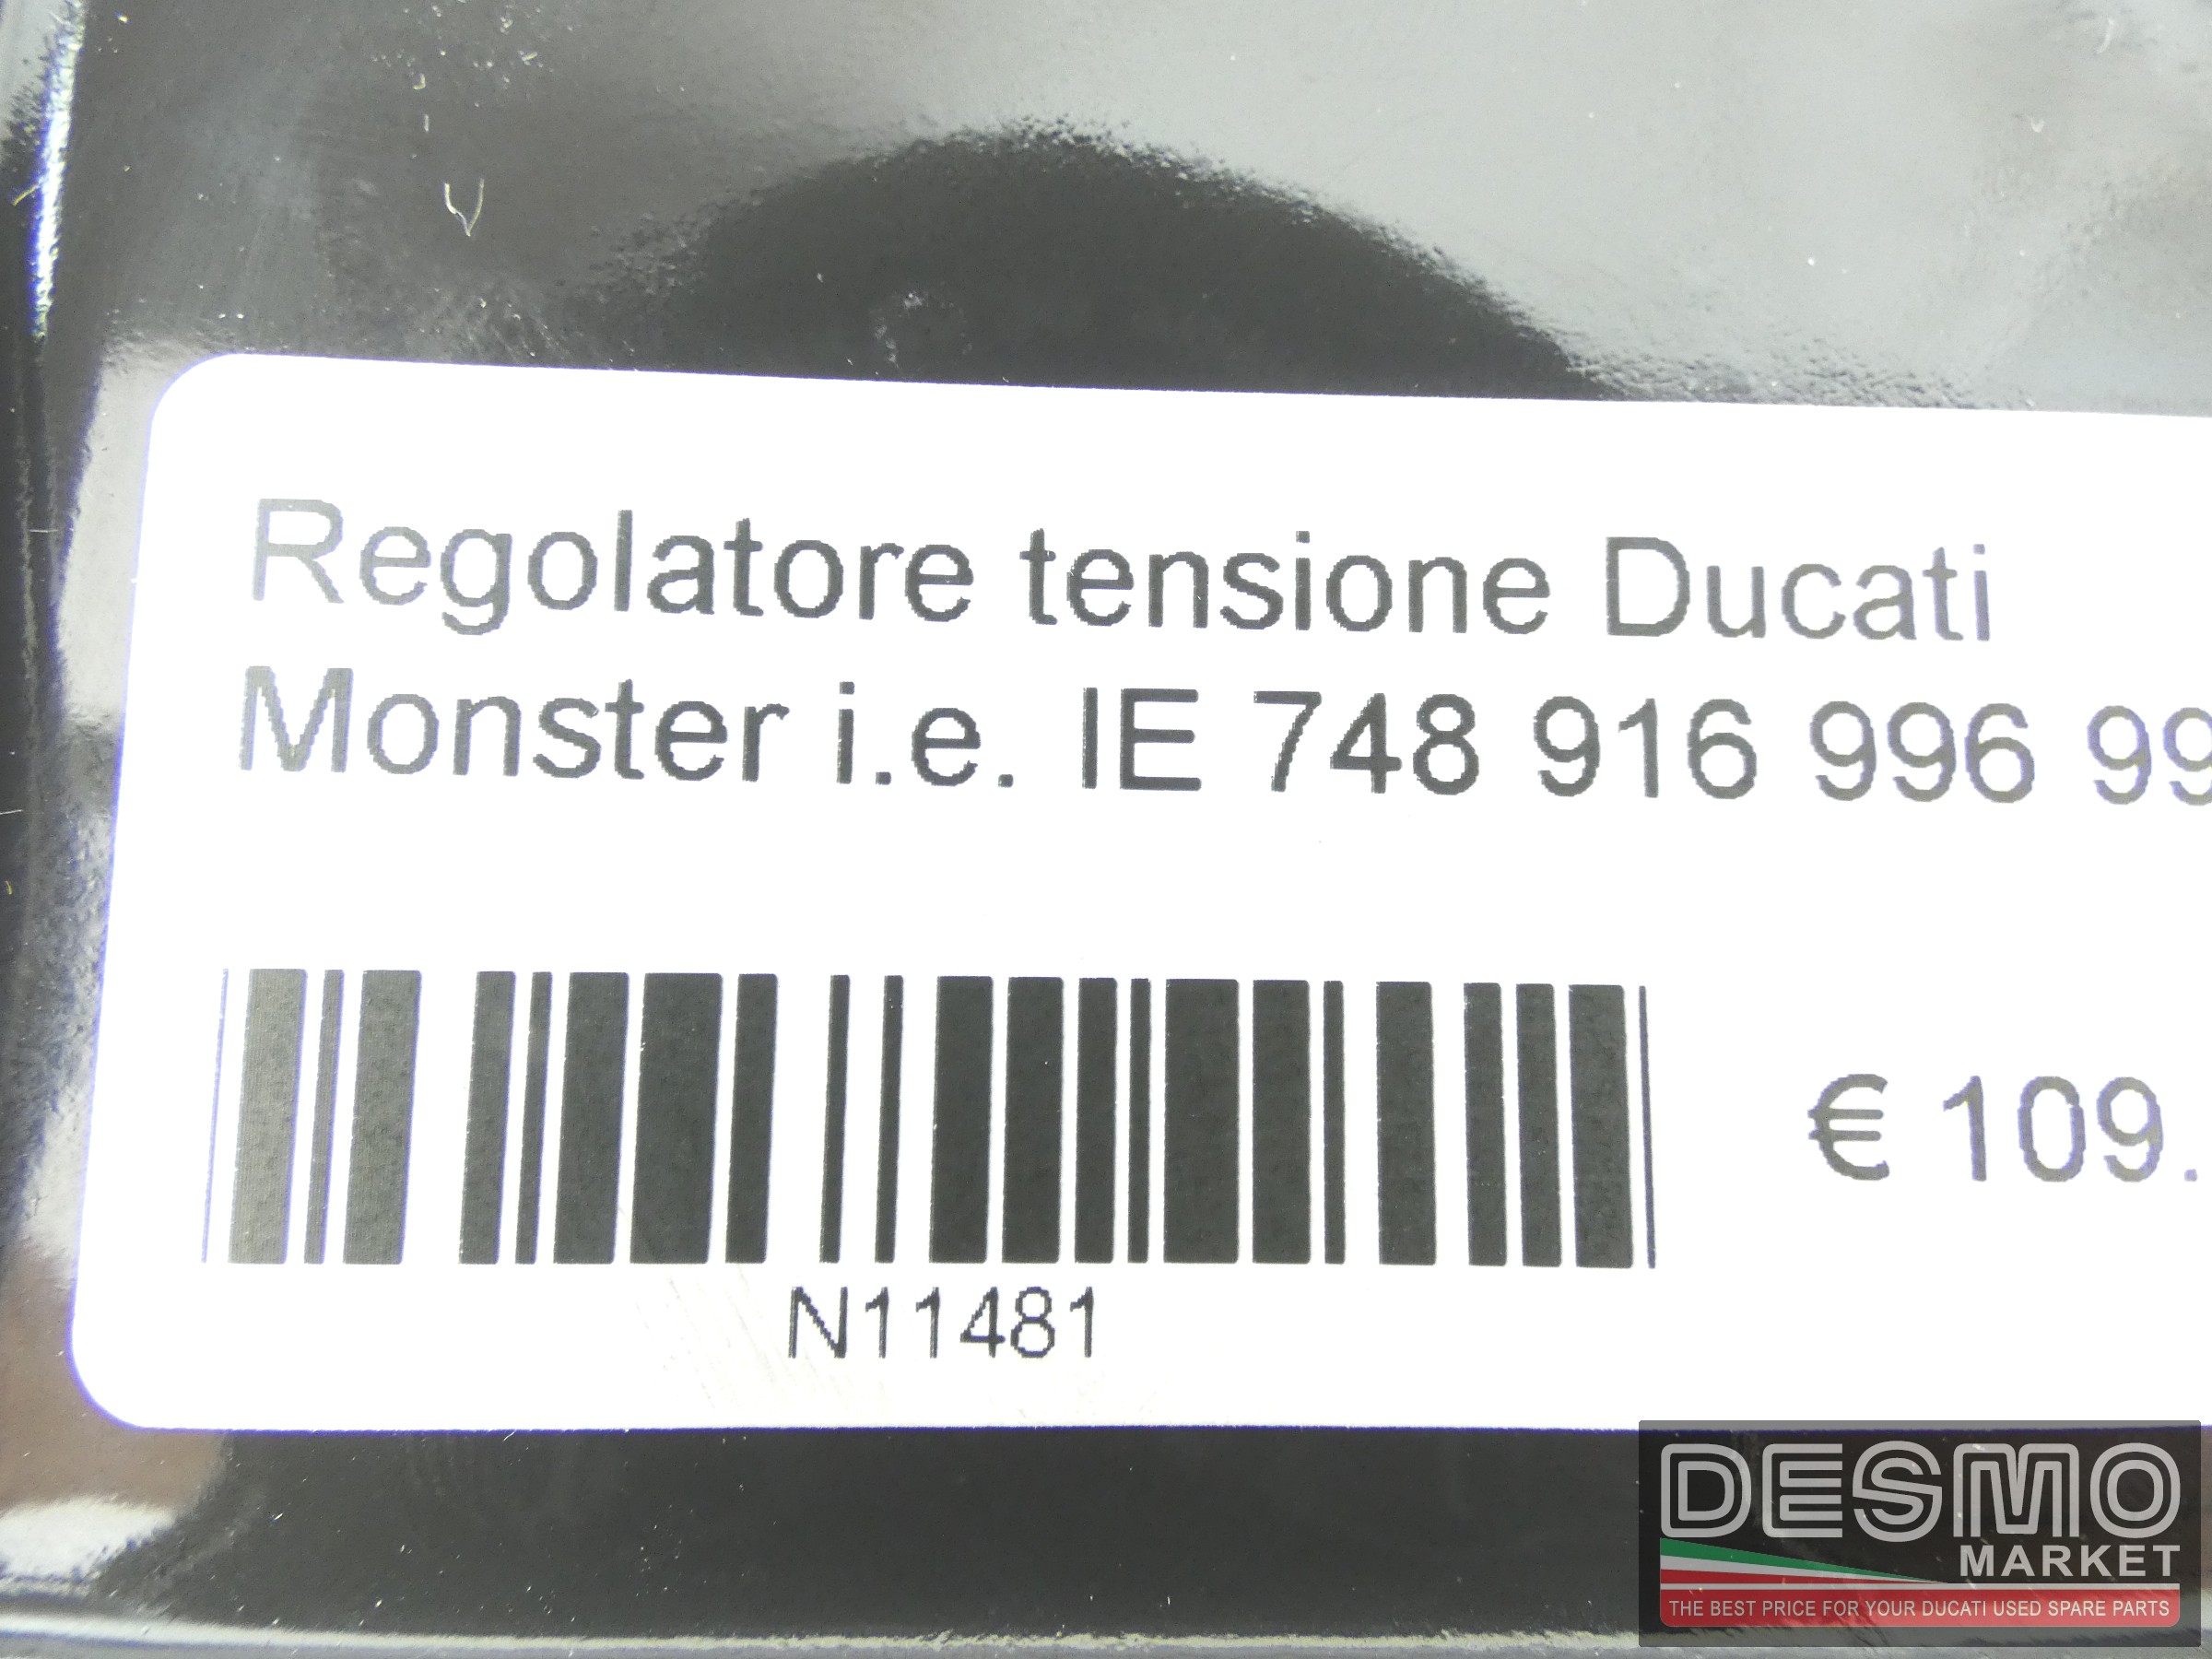 Regolatore tensione Ducati
Monster i.e. IE 748 916 996
€ 109.
N11481
DESMO
MARKET
THE BEST PRICE FOR YOUR DUCATI USED SPARE PARTS